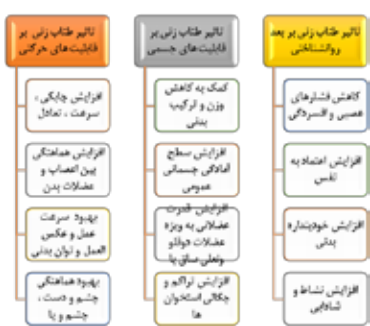 تاثیر طناب زنی بر بعد
روانشناختی
کاهش فشارهای
عصبی و افسردگی
افزایش اعتماد به
نفس
افزایش خودپنداره
بدنی
افزایش نشاط و
شادابی
تاثیر طناب زنی بر
قابلیت‌های جسمی
کمک به کاهش
وزن و ترکیب
بدنی
افزایش سطح
آمادگی جسمانی
عمومی
افزایش قدرت
عضلانی به ویژه
عضلات دوقلو
ونعلی ساق پا
افزایش تراکم و
چگالی استخوان
ها
تاثیر طناب زنی بر
قابلیت‌های حرکتی
افزایش چابکی ،
سرعت ، تعادل
افزایش هماهنگی
بین اعصاب و
عضلات بدن
بهبود سرعت
عمل و عکس
العمل و توان بدنی
بهبود هماهنگی
چشم و دست ،
چشم و پا